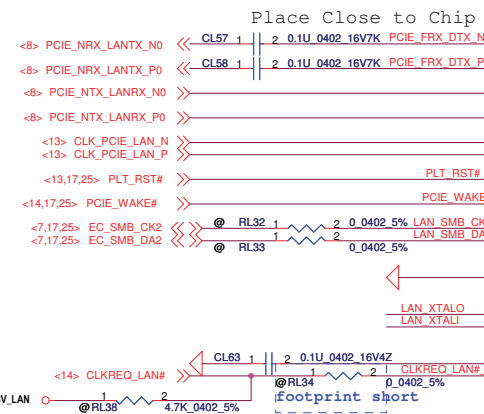 Place Close to Chip
<8> PCIE_NRX_LANTX_N0 CL57 1 2 0.1U_0402_16V7K PCIE_FRX_DTX_N
<8> PCIE_NRX_LANTX_P0 CL58 1 2 0.1U_0402_16V7K PCIE_FRX_DTX_P
<8> PCIE_NTX_LANRX_N0
<8> PCIE_NTX_LANRX_P0
<13> CLK_PCIE_LAN_N
<13> CLK_PCIE_LAN_P
<13,17,25> PLT_RST# PLT_RST#
<14,17,25> PCIE_WAKE# PCIE_WAKE
<7,17,25> EC_SMB_CK2 @ RL32 1 2 0_0402_5% LAN_SMB_CK
<7,17,25> EC_SMB_DA2 @ RL33 1 2 0_0402_5% LAN_SMB_DA
LAN_XTALO
LAN_XTALI
CL63 1 2 0.1U_0402_16V4Z
<14> CLKREQ_LAN# @RL34 1 2 0_0402_5% CLKREQ_LAN#_
footprint short
V_LAN @RL38 1 2 4.7K_0402_5%